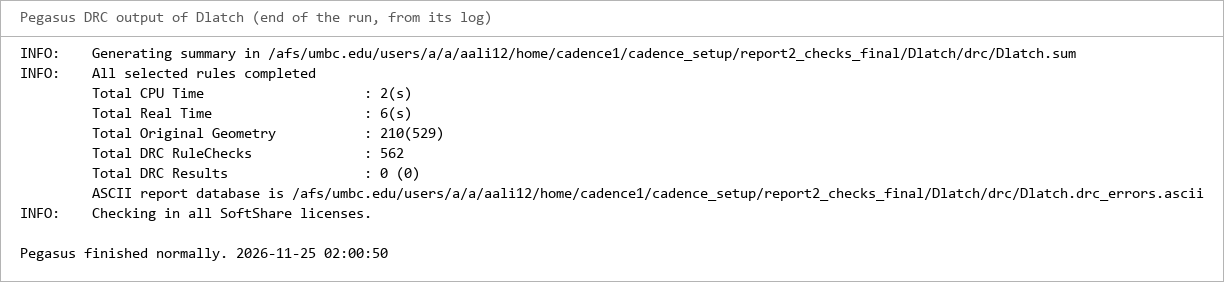 Pegasus DRC output of Dlatch (end of the run, from its log)
INFO:    Generating summary in /afs/umbc.edu/users/a/a/aali12/home/cadence1/cadence_setup/report2_checks_final/Dlatch/drc/Dlatch.sum
INFO:    All selected rules completed
         Total CPU Time                    : 2(s)
         Total Real Time                   : 6(s)
         Total Original Geometry           : 210(529)
         Total DRC RuleChecks              : 562
         Total DRC Results                 : 0 (0)
         ASCII report database is /afs/umbc.edu/users/a/a/aali12/home/cadence1/cadence_setup/report2_checks_final/Dlatch/drc/Dlatch.drc_errors.ascii
INFO:    Checking in all SoftShare licenses.
Pegasus finished normally. 2026-11-25 02:00:50